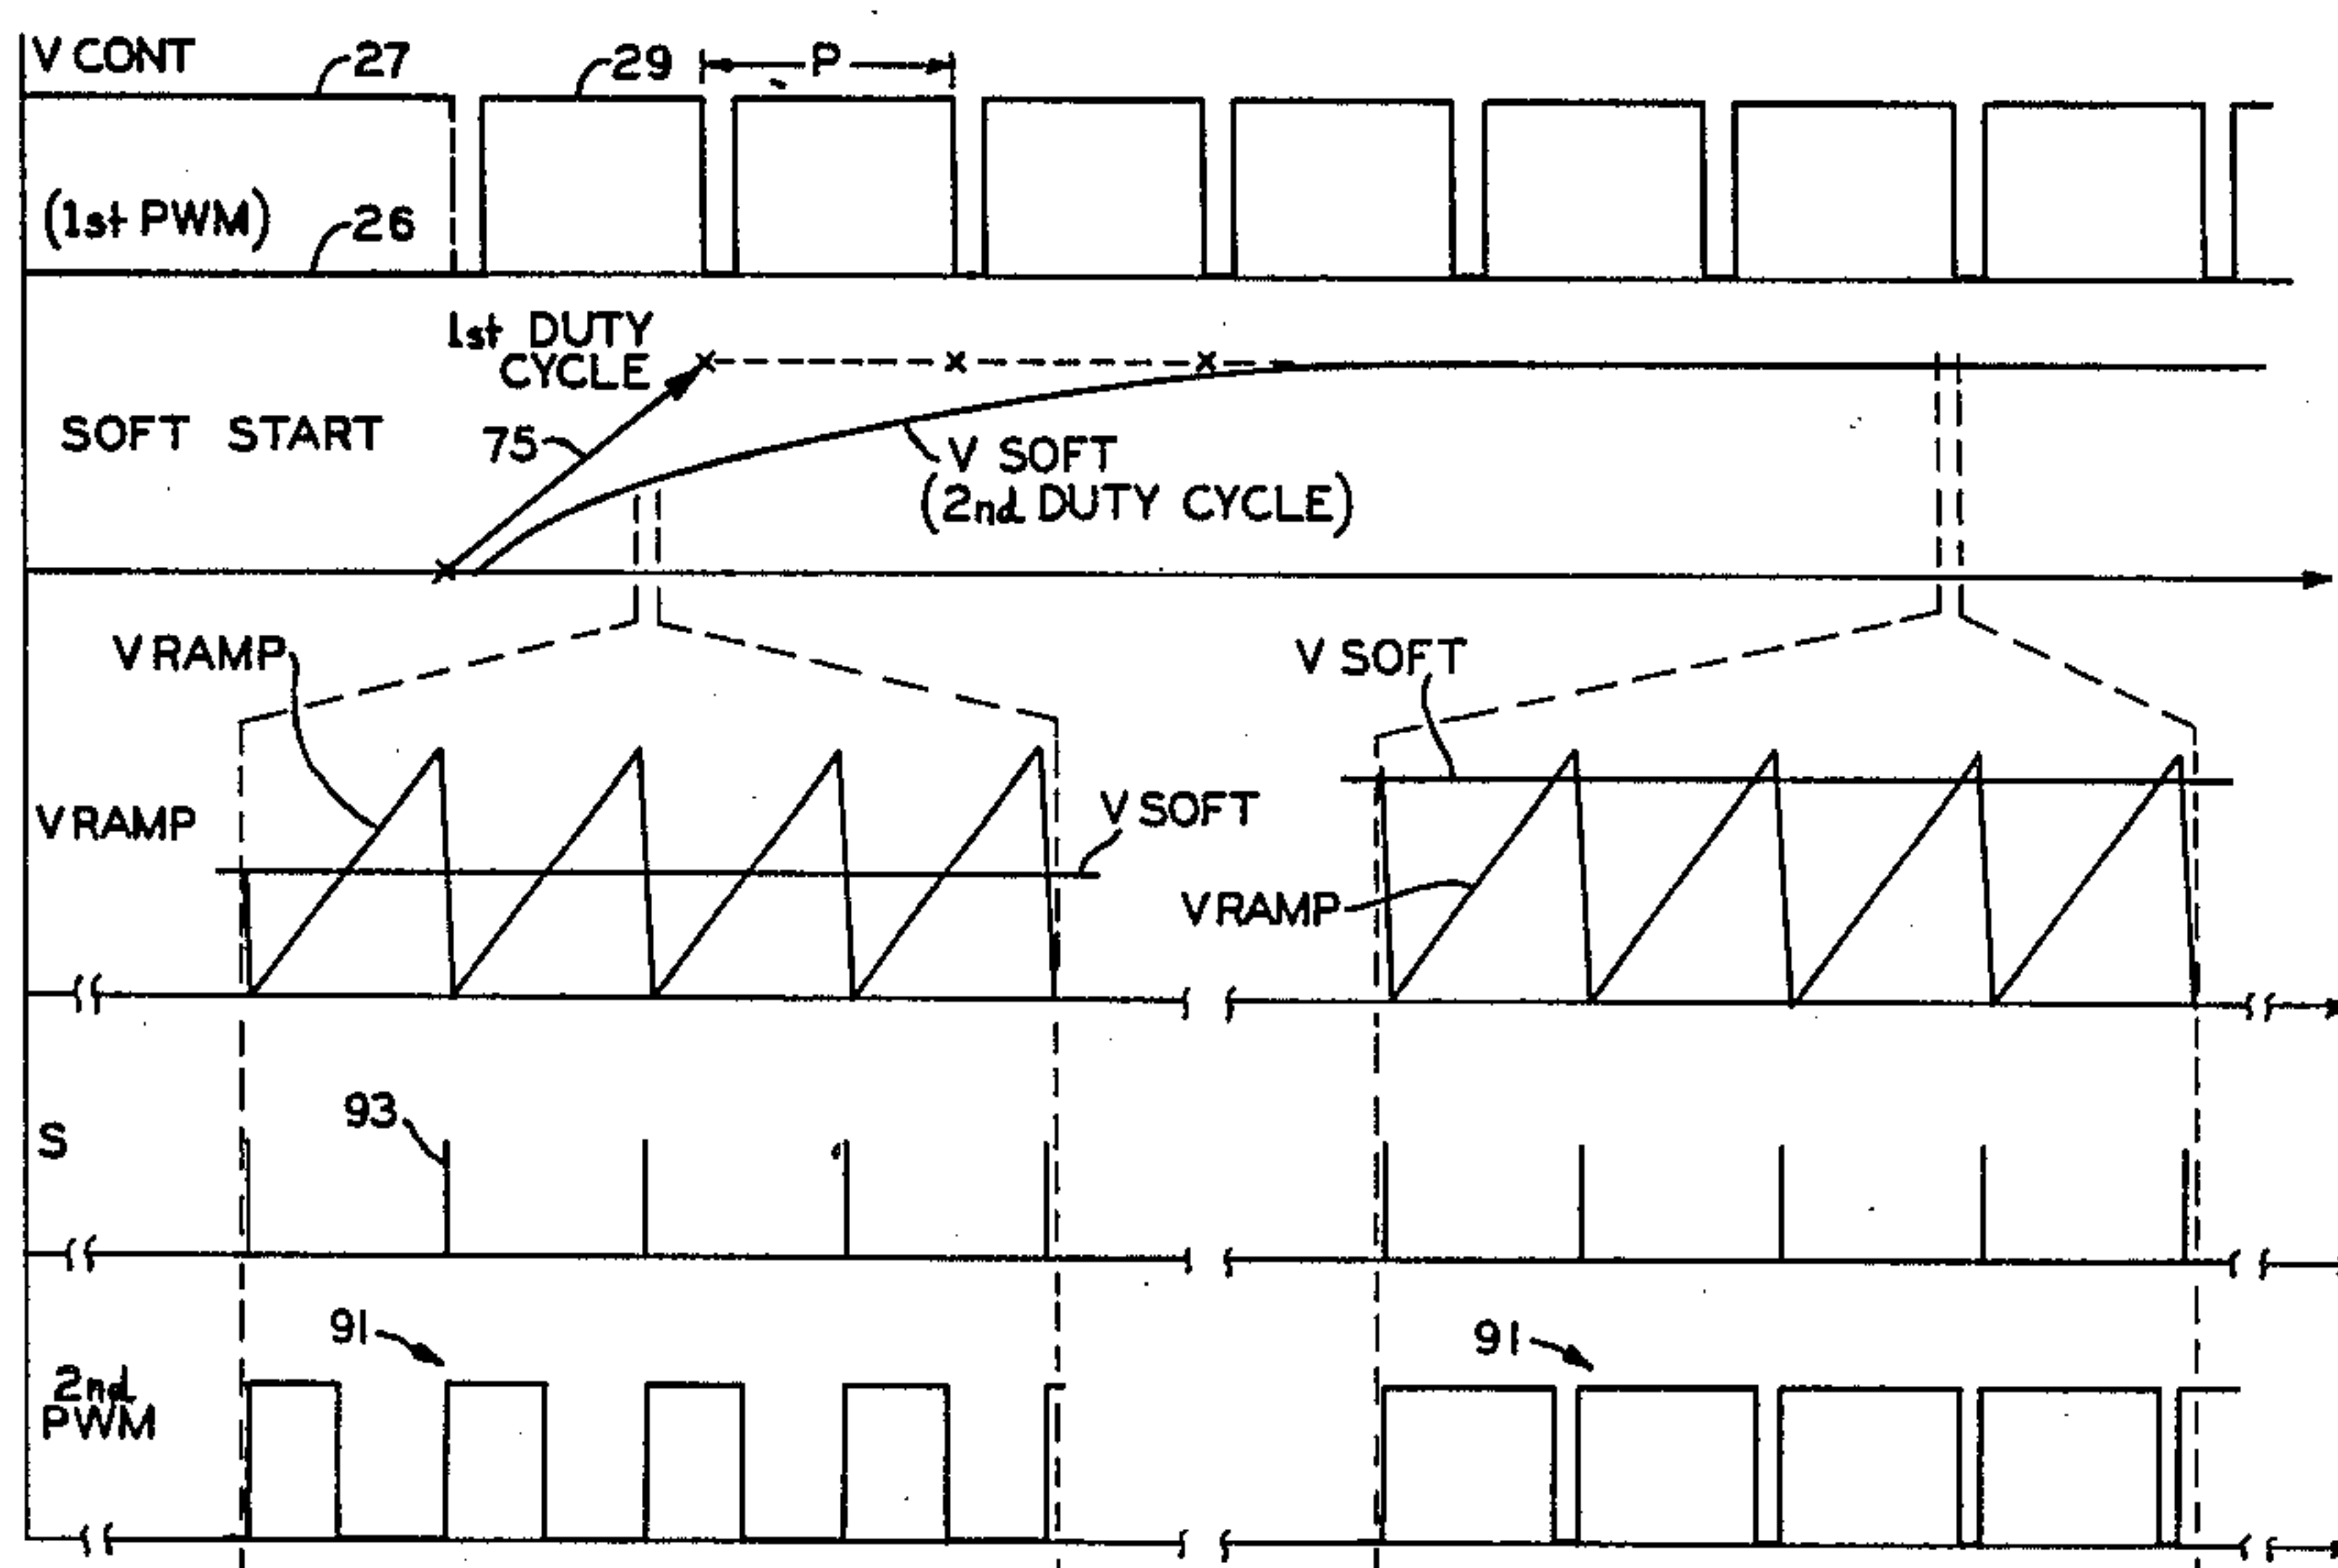 V CONT
27
29
P
(1st PWM)
26
1st DUTY
CYCLE
SOFT START
75
V SOFT
(2nd DUTY CYCLE)
V RAMP
V SOFT
V RAMP
V SOFT
V RAMP
S
93
91
91
2nd
PWM